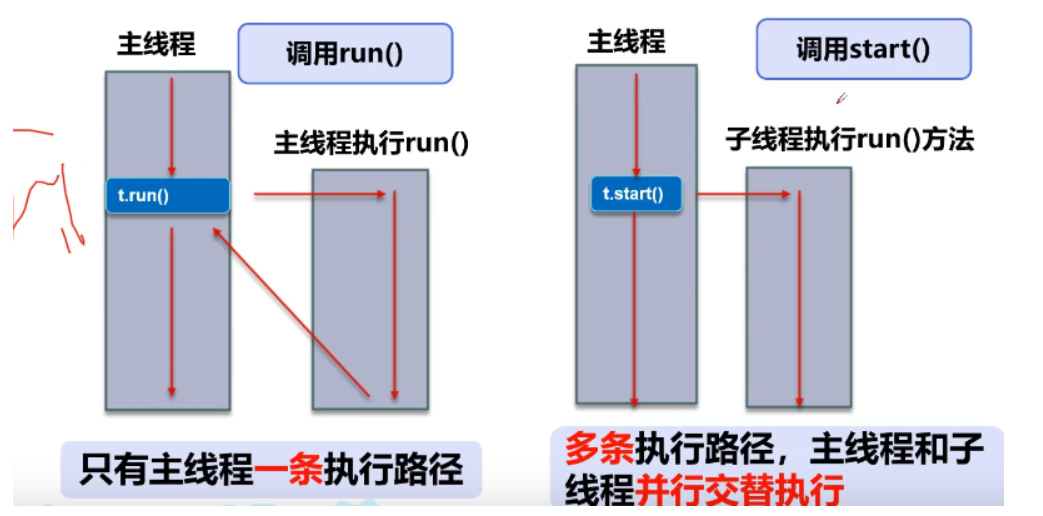 主线程
调用run()
主线程执行run()
t.run()
只有主线程一条执行路径
主线程
调用start()
子线程执行run()方法
t.start()
多条执行路径，主线程和子
线程并行交替执行